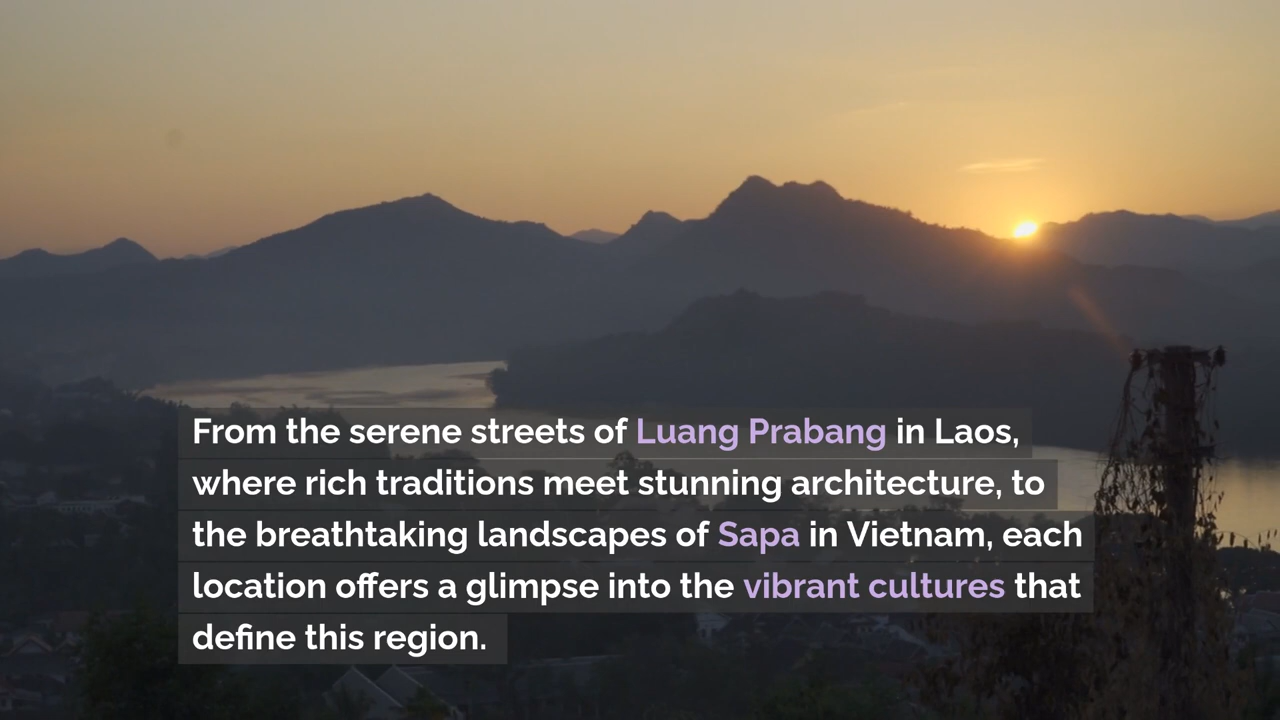 From the serene streets of Luang Prabang in Laos,
where rich traditions meet stunning architecture, to
the breathtaking landscapes of Sapa in Vietnam, each
location offers a glimpse into the vibrant cultures that
define this region.